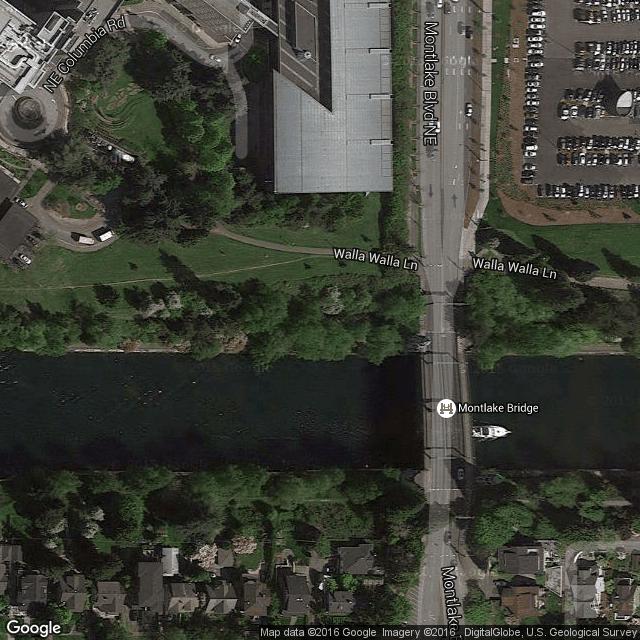 NE Columbia Rd
Montlake Blvd NE
Walla Walla Ln
Walla Walla Ln
Montlake Bridge
Montlake
Google
Map data ©2016 Google Imagery ©2016 , DigitalGlobe, U.S. Geological Survey